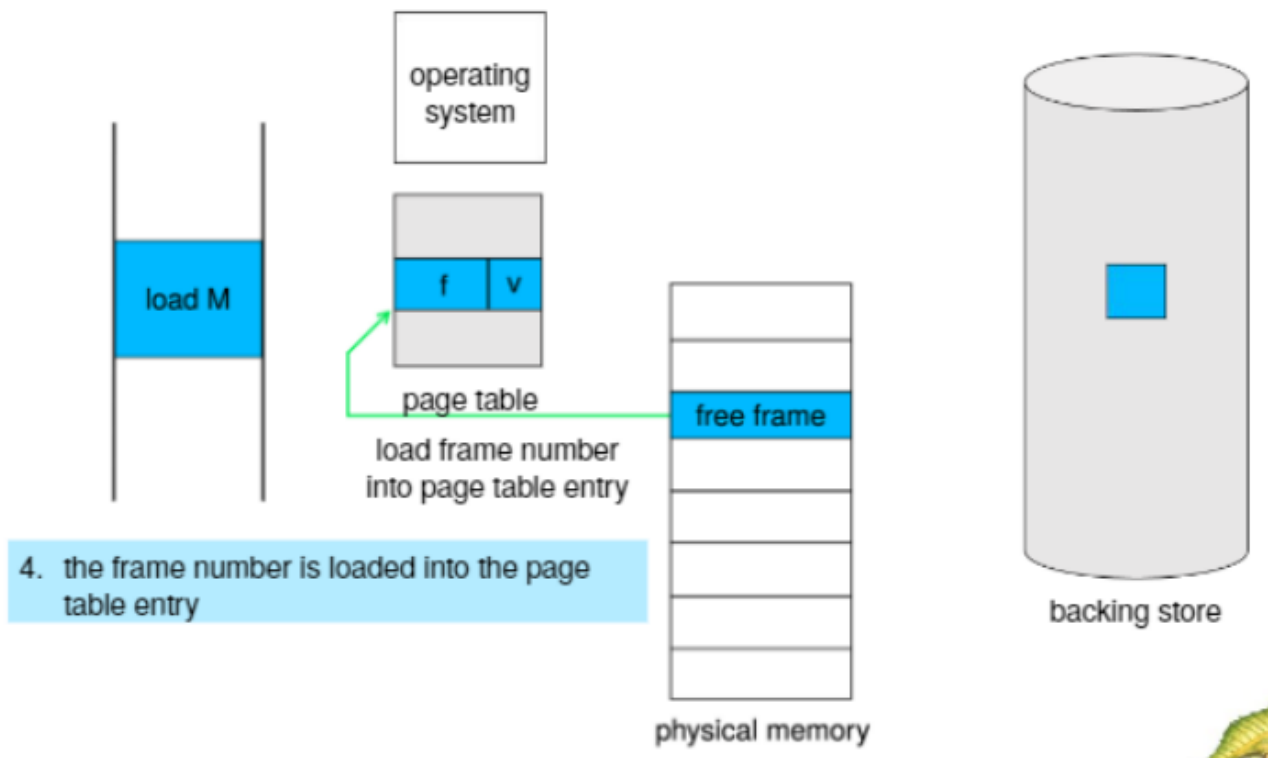 operating
system
load M
f
v
page table
load frame number
into page table entry
free frame
4. the frame number is loaded into the page
table entry
backing store
physical memory